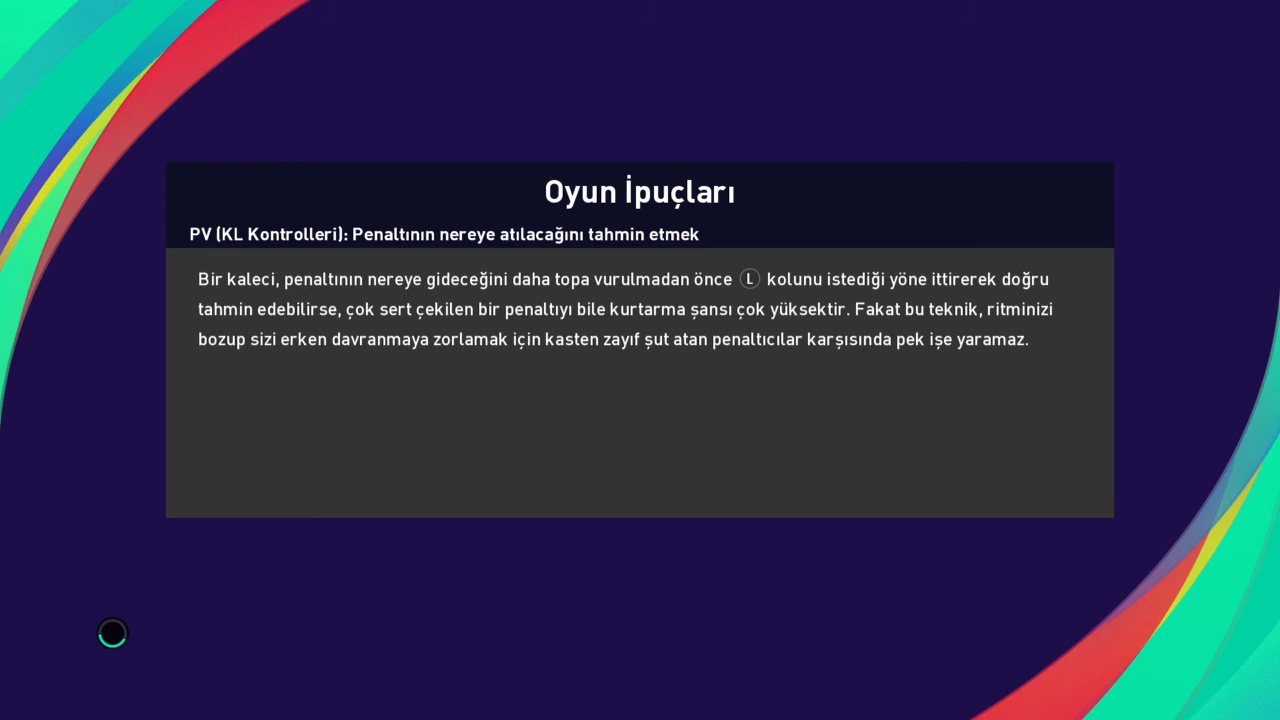 Oyun İpuçları
PV (KL Kontrolleri): Penaltının nereye atılacağını tahmin etmek
Bir kaleci, penaltının nereye gideceğini daha topa vurulmadan önce L kolunu istediği yöne ittirerek doğru
tahmin edebilirse, çok sert çekilen bir penaltıyı bile kurtarma şansı çok yüksektir. Fakat bu teknik, ritminizi
bozup sizi erken davranmaya zorlamak için kasten zayıf şut atan penaltıcılar karşısında pek işe yaramaz.